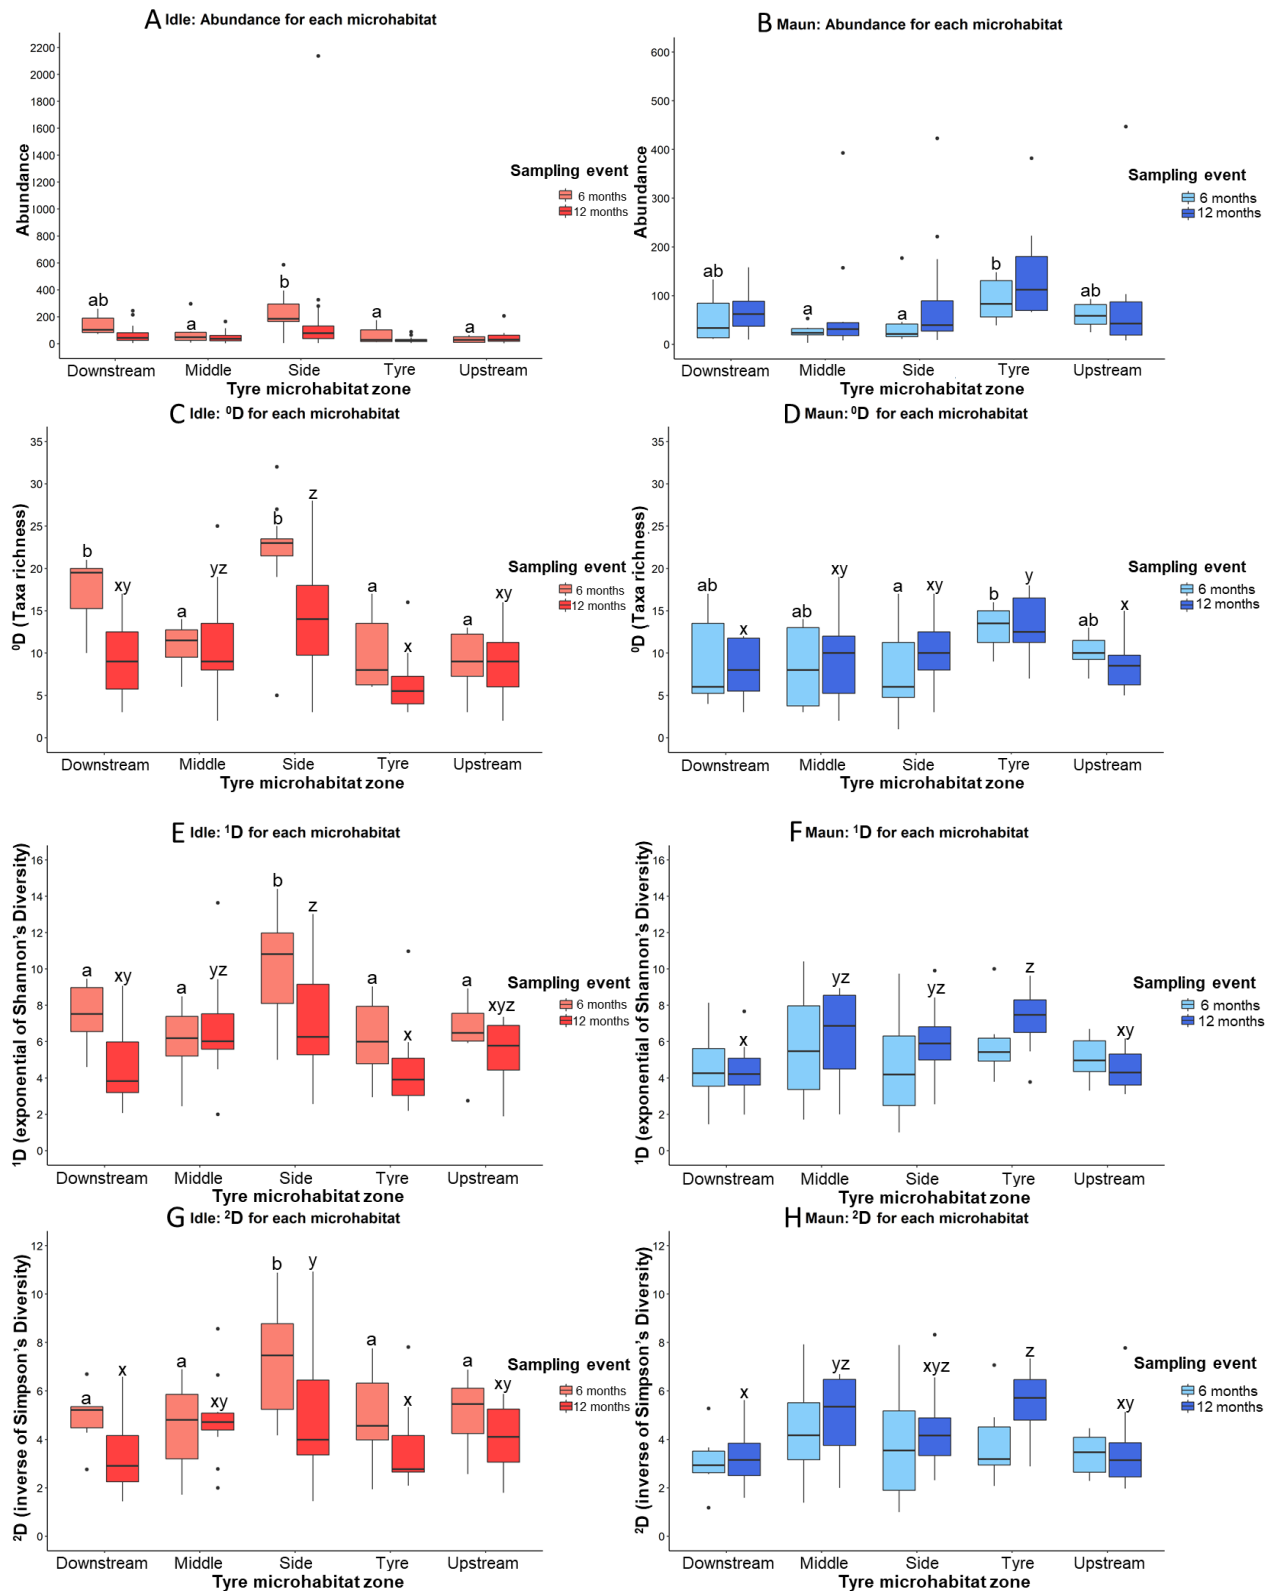 A Idle: Abundance for each microhabitat
Abundance
2200
2000
1800
1600
1400
1200
1000
800
600
400
200
0
ab
a
b
a
a
Downstream Middle Side Tyre Upstream
Tyre microhabitat zone
Sampling event
6 months
12 months
B Maun: Abundance for each microhabitat
Abundance
600
500
400
300
200
100
0
ab
a
a
b
ab
Downstream Middle Side Tyre Upstream
Tyre microhabitat zone
Sampling event
6 months
12 months
C Idle: ⁰D for each microhabitat
⁰D (Taxa richness)
35
30
25
20
15
10
5
0
b xy a yz b z a x a xy
Downstream Middle Side Tyre Upstream
Tyre microhabitat zone
Sampling event
6 months
12 months
D Maun: ⁰D for each microhabitat
⁰D (Taxa richness)
35
30
25
20
15
10
5
0
ab x ab xy a xy b y ab x
Downstream Middle Side Tyre Upstream
Tyre microhabitat zone
Sampling event
6 months
12 months
E Idle: ¹D for each microhabitat
¹D (exponential of Shannon's Diversity)
16
14
12
10
8
6
4
2
0
a xy a yz b z a x a xyz
Downstream Middle Side Tyre Upstream
Tyre microhabitat zone
Sampling event
6 months
12 months
F Maun: ¹D for each microhabitat
¹D (exponential of Shannon's Diversity)
16
14
12
10
8
6
4
2
0
x yz yz z xy
Downstream Middle Side Tyre Upstream
Tyre microhabitat zone
Sampling event
6 months
12 months
G Idle: ²D for each microhabitat
²D (inverse of Simpson's Diversity)
12
10
8
6
4
2
0
a x a xy b y a x a xy
Downstream Middle Side Tyre Upstream
Tyre microhabitat zone
Sampling event
6 months
12 months
H Maun: ²D for each microhabitat
²D (inverse of Simpson's Diversity)
12
10
8
6
4
2
0
x yz xyz z xy
Downstream Middle Side Tyre Upstream
Tyre microhabitat zone
Sampling event
6 months
12 months